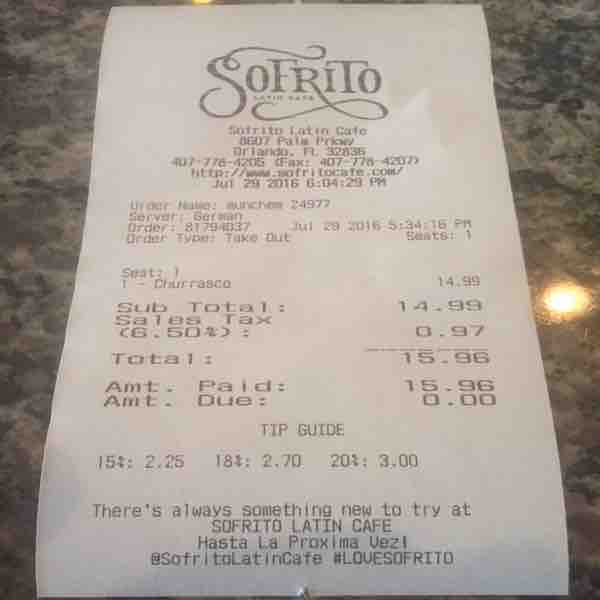 SOFRITO
LATIN CAFE
Sofrito Latin Cafe
8607 Palm Prkwy
Orlando, FL 32836
407-778-4205 (Fax: 407-778-4207)
http://www.sofritocafe.com/
Jul 29 2016 6:04:29 PM
Order Name: munchem 24977
Server: German
Order: 81794037 Jul 29 2016 5:34:16 PM
Order Type: Take Out Seats: 1
Seat: 1
1 - Churrasco 14.99
Sub Total: 14.99
Sales Tax
(6.50%): 0.97
Total: 15.96
Amt. Paid: 15.96
Amt. Due: 0.00
TIP GUIDE
15%: 2.25 18%: 2.70 20%: 3.00
There's always something new to try at
SOFRITO LATIN CAFE
Hasta La Proxima Vez!
@SofritoLatinCafe #LOVESOFRITO